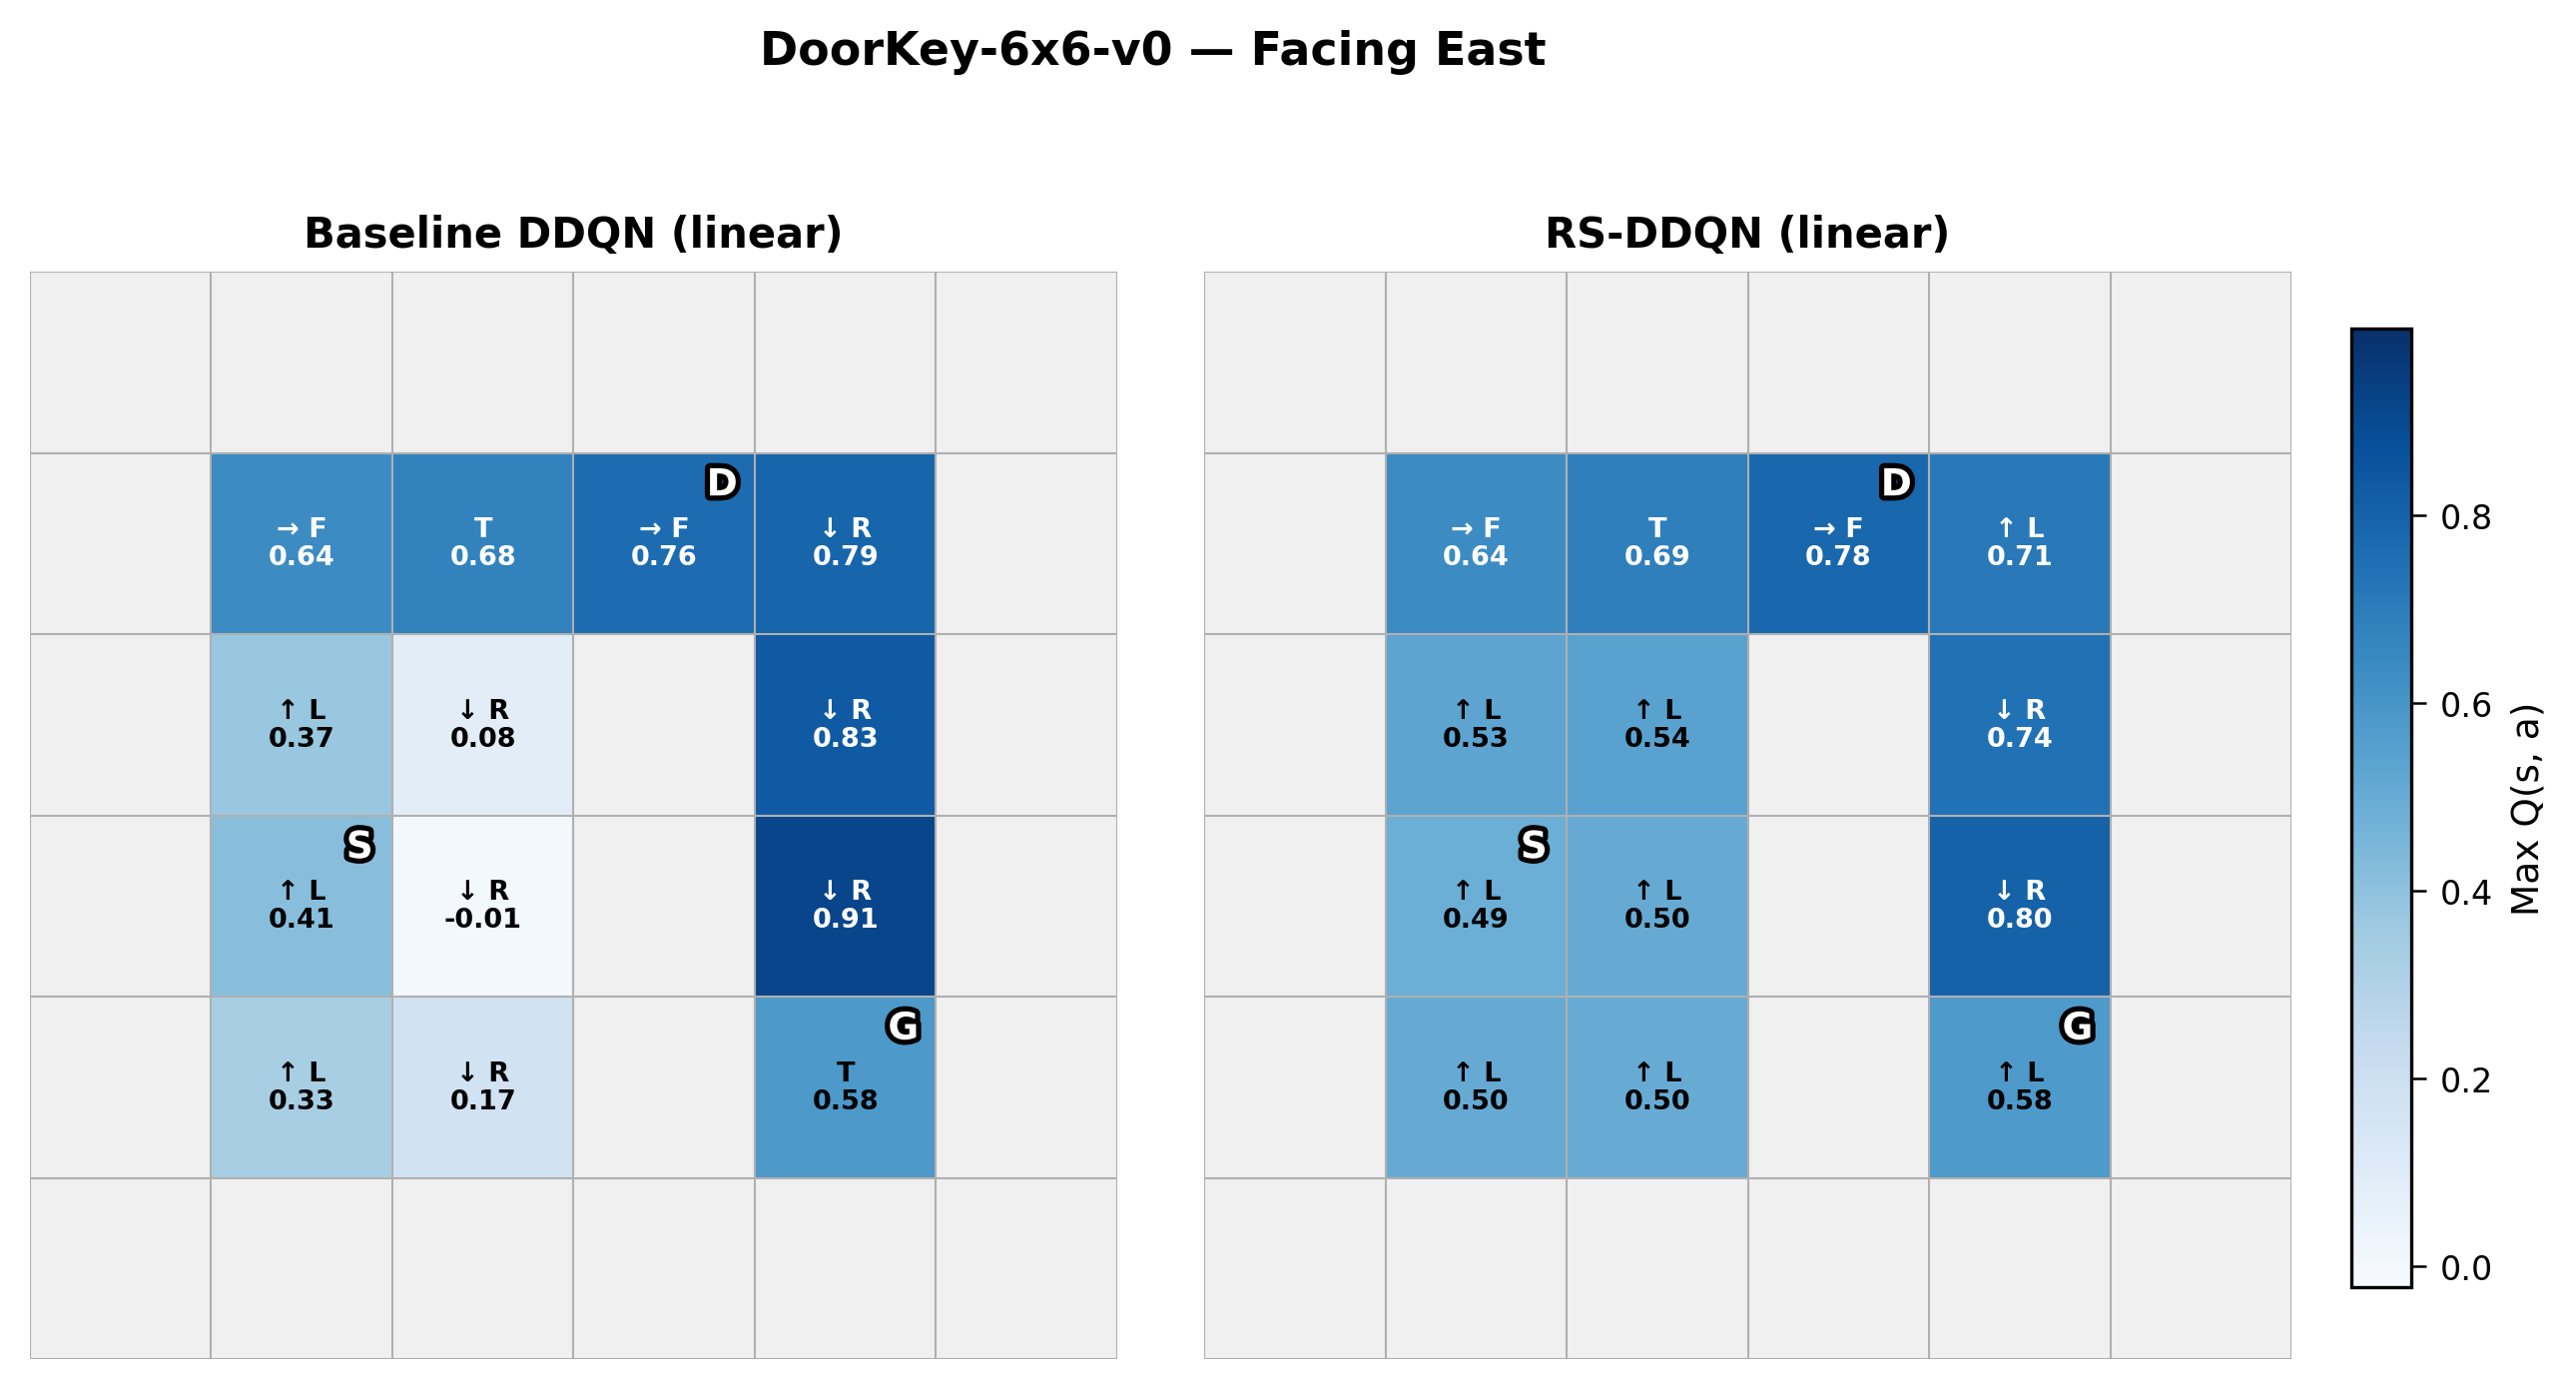 DoorKey-6x6-v0 — Facing East
Baseline DDQN (linear)
D
→ F
0.64
T
0.68
→ F
0.76
↓ R
0.79
↑ L
0.37
↓ R
0.08
↓ R
0.83
S
↑ L
0.41
↓ R
-0.01
↓ R
0.91
G
↑ L
0.33
↓ R
0.17
T
0.58
RS-DDQN (linear)
D
→ F
0.64
T
0.69
→ F
0.78
↑ L
0.71
↑ L
0.53
↑ L
0.54
↓ R
0.74
S
↑ L
0.49
↑ L
0.50
↓ R
0.80
G
↑ L
0.50
↑ L
0.50
↑ L
0.58
0.8
0.6
0.4
0.2
0.0
Max Q(s, a)